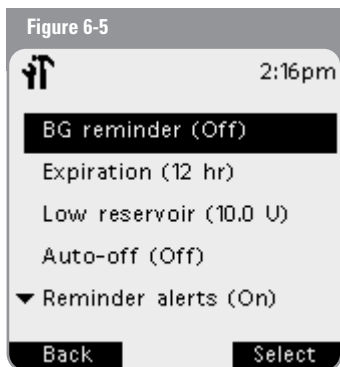 Figure 6-5
2:16pm
BG reminder (Off)
Expiration (12 hr)
Low reservoir (10.0 U)
Auto-off (Off)
Reminder alerts (On)
Back Select